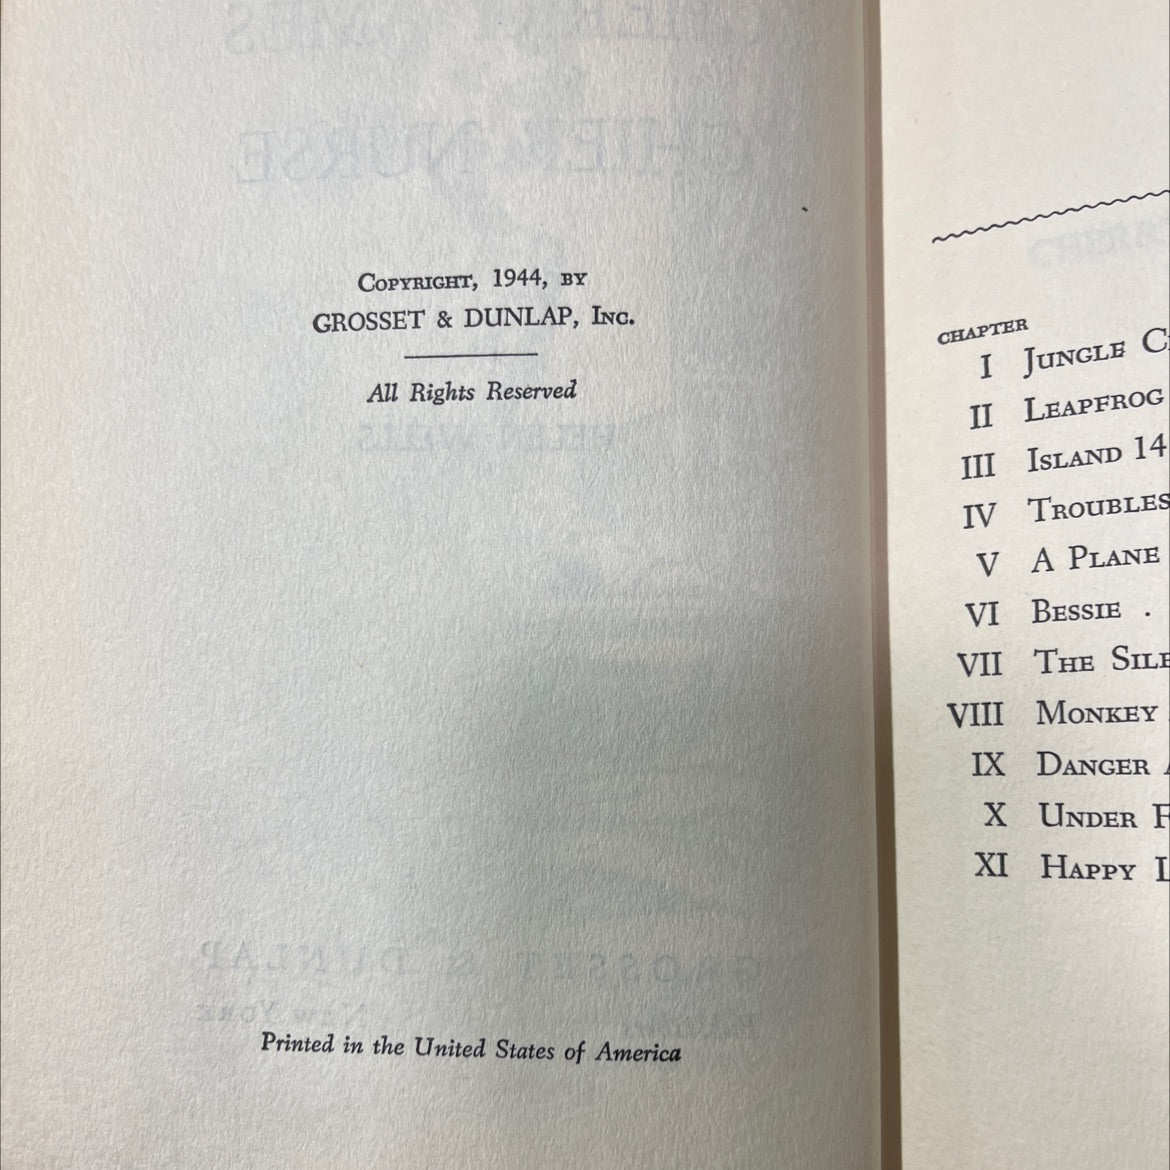 Copyright, 1944, by
GROSSET & DUNLAP, Inc.
All Rights Reserved
Printed in the United States of America
CHAPTER
I Jungle
II Leapfrog
III Island 14
IV Troubles
V A Plane
VI Bessie .
VII The
VIII Monkey
IX Danger
X Under
XI Happy